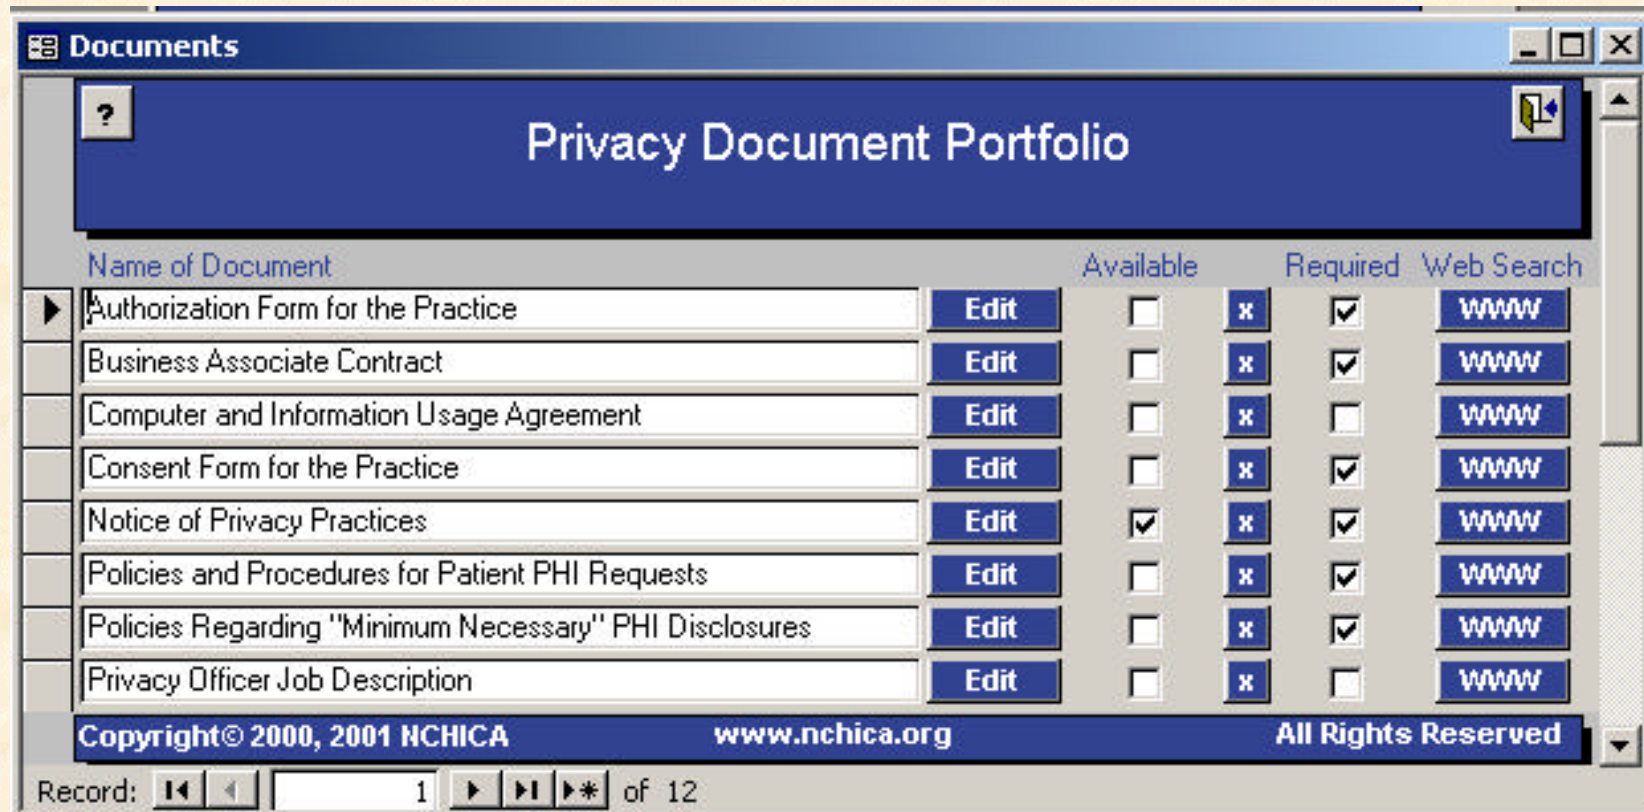 Documents
?
Privacy Document Portfolio
Name of Document Available Required Web Search
Authorization Form for the Practice Edit x WWW
Business Associate Contract Edit x WWW
Computer and Information Usage Agreement Edit x WWW
Consent Form for the Practice Edit x WWW
Notice of Privacy Practices Edit x WWW
Policies and Procedures for Patient PHI Requests Edit x WWW
Policies Regarding "Minimum Necessary" PHI Disclosures Edit x WWW
Privacy Officer Job Description Edit x WWW
Copyright© 2000, 2001 NCHICA www.nchica.org All Rights Reserved
Record: 1 of 12